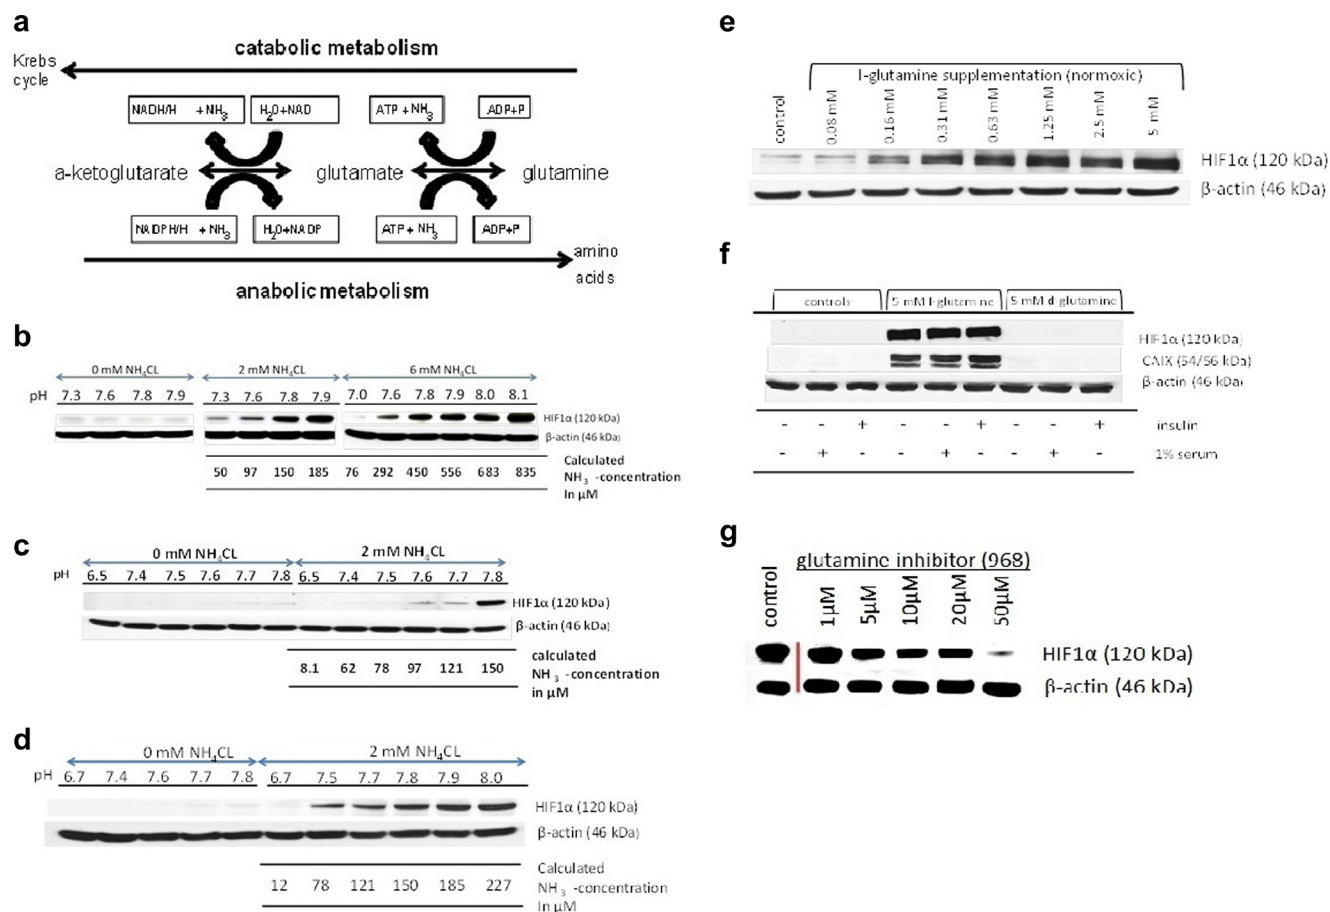 a
catabolic metabolism
Krebs
cycle
NADH/H + NH3
H2O+NAD
ATP + NH3
ADP+P
a-ketoglutarate
glutamate
glutamine
NADPH/H + NH3
H2O+NADP
ATP + NH3
ADP+P
amino
acids
anabolic metabolism
b
0 mM NH4CL
2 mM NH4CL
6 mM NH4CL
pH 7.3 7.6 7.8 7.9 7.3 7.6 7.8 7.9 7.0 7.6 7.8 7.9 8.0 8.1
HIF1α (120 kDa)
β-actin (46 kDa)
50 97 150 185 76 292 450 556 683 835
Calculated
NH3 -concentration
In µM
c
0 mM NH4CL
2 mM NH4CL
pH 6.5 7.4 7.5 7.6 7.7 7.8 6.5 7.4 7.5 7.6 7.7 7.8
HIF1α (120 kDa)
β-actin (46 kDa)
8.1 62 78 97 121 150
calculated
NH3 -concentration
in µM
d
0 mM NH4CL
2 mM NH4CL
pH 6.7 7.4 7.6 7.7 7.8 6.7 7.5 7.7 7.8 7.9 8.0
HIF1α (120 kDa)
β-actin (46 kDa)
12 78 121 150 185 227
Calculated
NH3 -concentration
In µM
e
l-glutamine supplementation (normoxic)
control 0.08 mM 0.16 mM 0.31 mM 0.63 mM 1.25 mM 2.5 mM 5 mM
HIF1α (120 kDa)
β-actin (46 kDa)
f
controls
5 mM l-glutamine
5 mM d-glutamine
HIF1α (120 kDa)
CAIX (54/56 kDa)
β-actin (46 kDa)
- - + - - + - - + insulin
- + - - + - - + - 1% serum
g
glutamine inhibitor (968)
control 1µM 5µM 10µM 20µM 50µM
HIF1α (120 kDa)
β-actin (46 kDa)